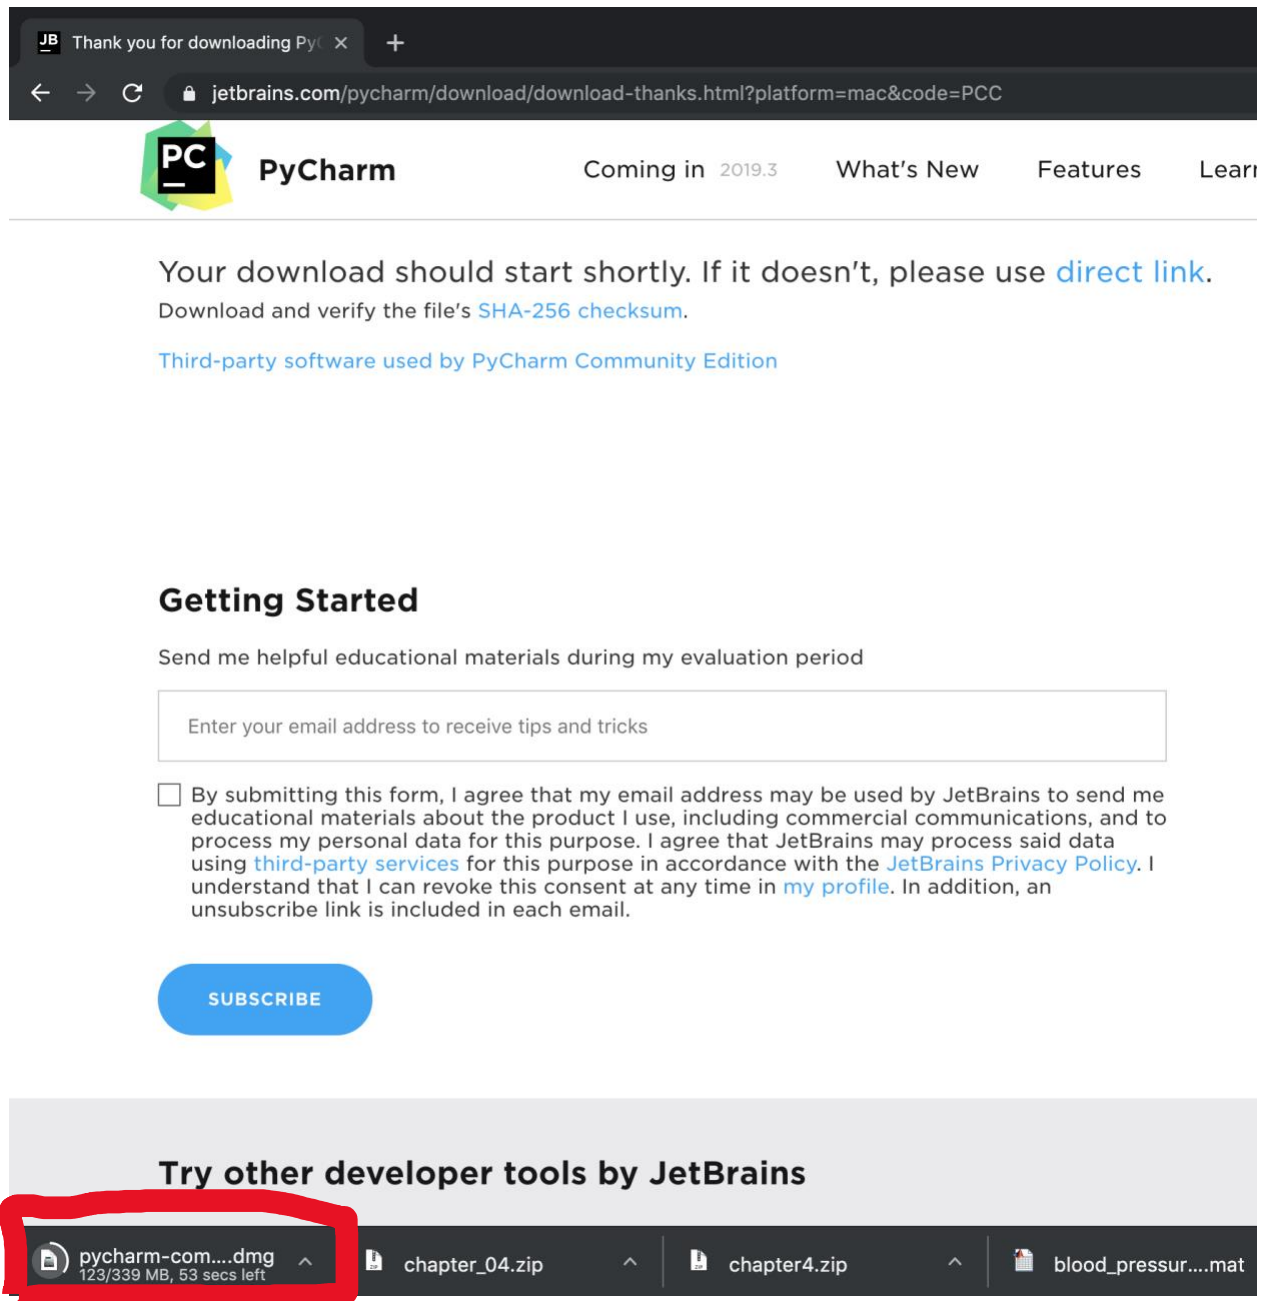 JB Thank you for downloading Py
jetbrains.com/pycharm/download/download-thanks.html?platform=mac&code=PCC
PC PyCharm Coming in 2019.3 What's New Features Lear
Your download should start shortly. If it doesn't, please use direct link.
Download and verify the file's SHA-256 checksum.
Third-party software used by PyCharm Community Edition
Getting Started
Send me helpful educational materials during my evaluation period
Enter your email address to receive tips and tricks
By submitting this form, I agree that my email address may be used by JetBrains to send me
educational materials about the product I use, including commercial communications, and to
process my personal data for this purpose. I agree that JetBrains may process said data
using third-party services for this purpose in accordance with the JetBrains Privacy Policy. I
understand that I can revoke this consent at any time in my profile. In addition, an
unsubscribe link is included in each email.
SUBSCRIBE
Try other developer tools by JetBrains
pycharm-com....dmg
123/339 MB, 53 secs left
ZIP chapter_04.zip
ZIP chapter4.zip
blood_pressur....mat